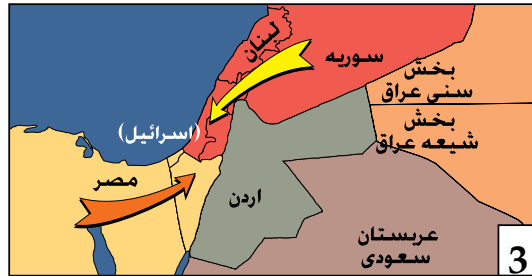 لبنان
سوریه
بخش
سنی عراق
(اسرائیل)
بخش
شیعه عراق
مصر
اردن
عربستان
سعودی
3